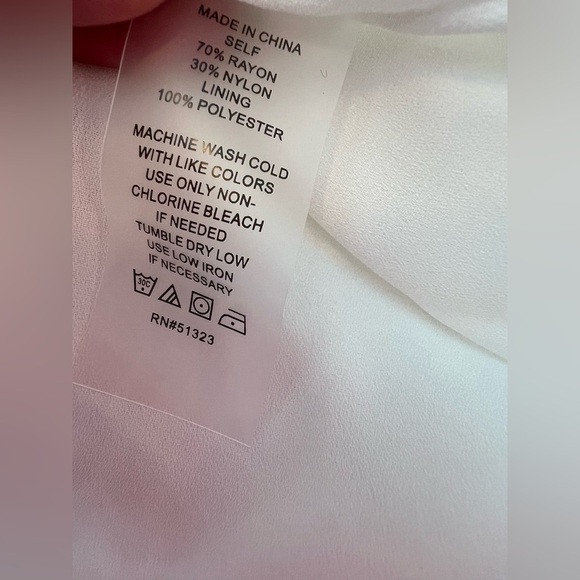 MADE IN CHINA
SELF
70% RAYON
30% NYLON
LINING
100% POLYESTER
MACHINE WASH COLD
WITH LIKE COLORS
USE ONLY NON-
CHLORINE BLEACH
IF NEEDED
TUMBLE DRY LOW
USE LOW IRON
IF NECESSARY
30C
RN#51323